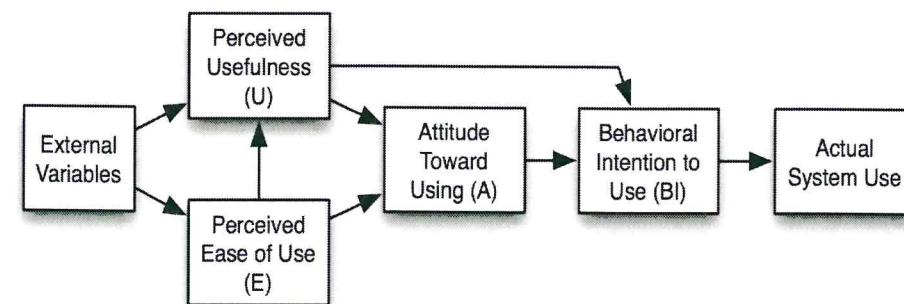 External
Variables
Perceived
Usefulness
(U)
Perceived
Ease of Use
(E)
Attitude
Toward
Using (A)
Behavioral
Intention to
Use (BI)
Actual
System Use